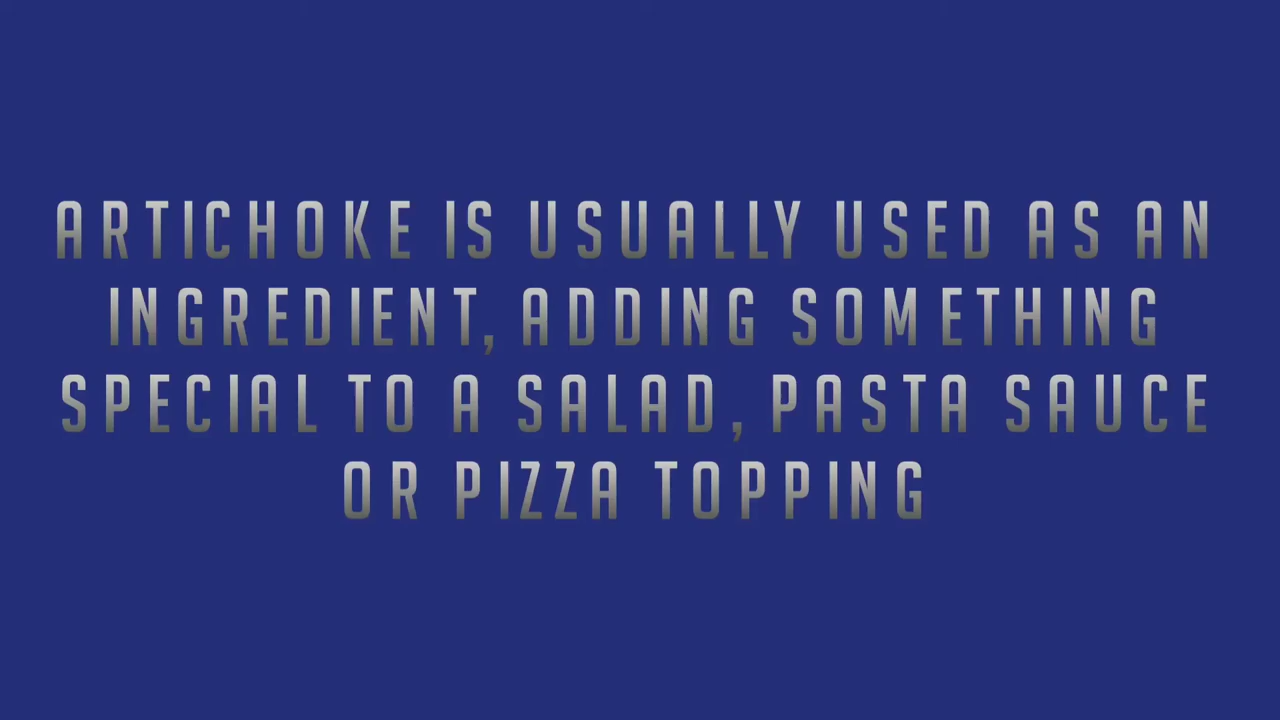 ARTICHOKE IS USUALLY USED AS AN
INGREDIENT, ADDING SOMETHING
SPECIAL TO A SALAD, PASTA SAUCE
OR PIZZA TOPPING